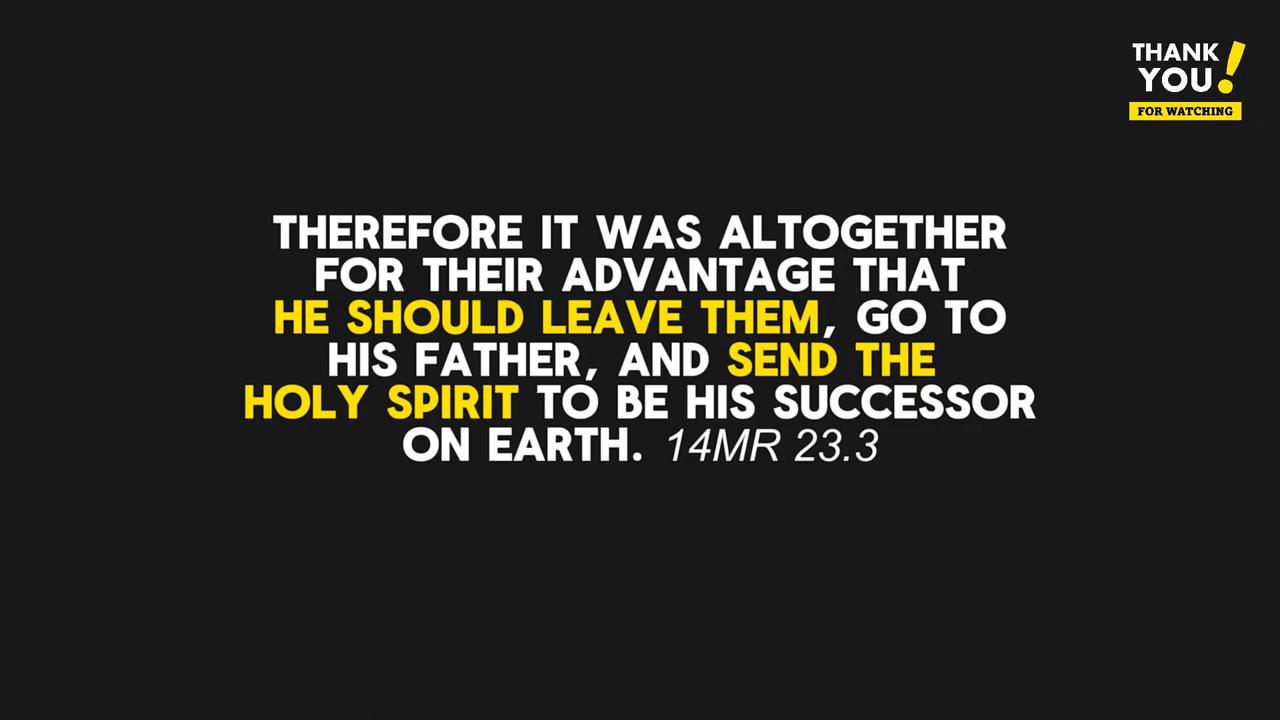 THANK
YOU!
FOR WATCHING
THEREFORE IT WAS ALTOGETHER
FOR THEIR ADVANTAGE THAT
HE SHOULD LEAVE THEM, GO TO
HIS FATHER, AND SEND THE
HOLY SPIRIT TO BE HIS SUCCESSOR
ON EARTH. 14MR 23.3